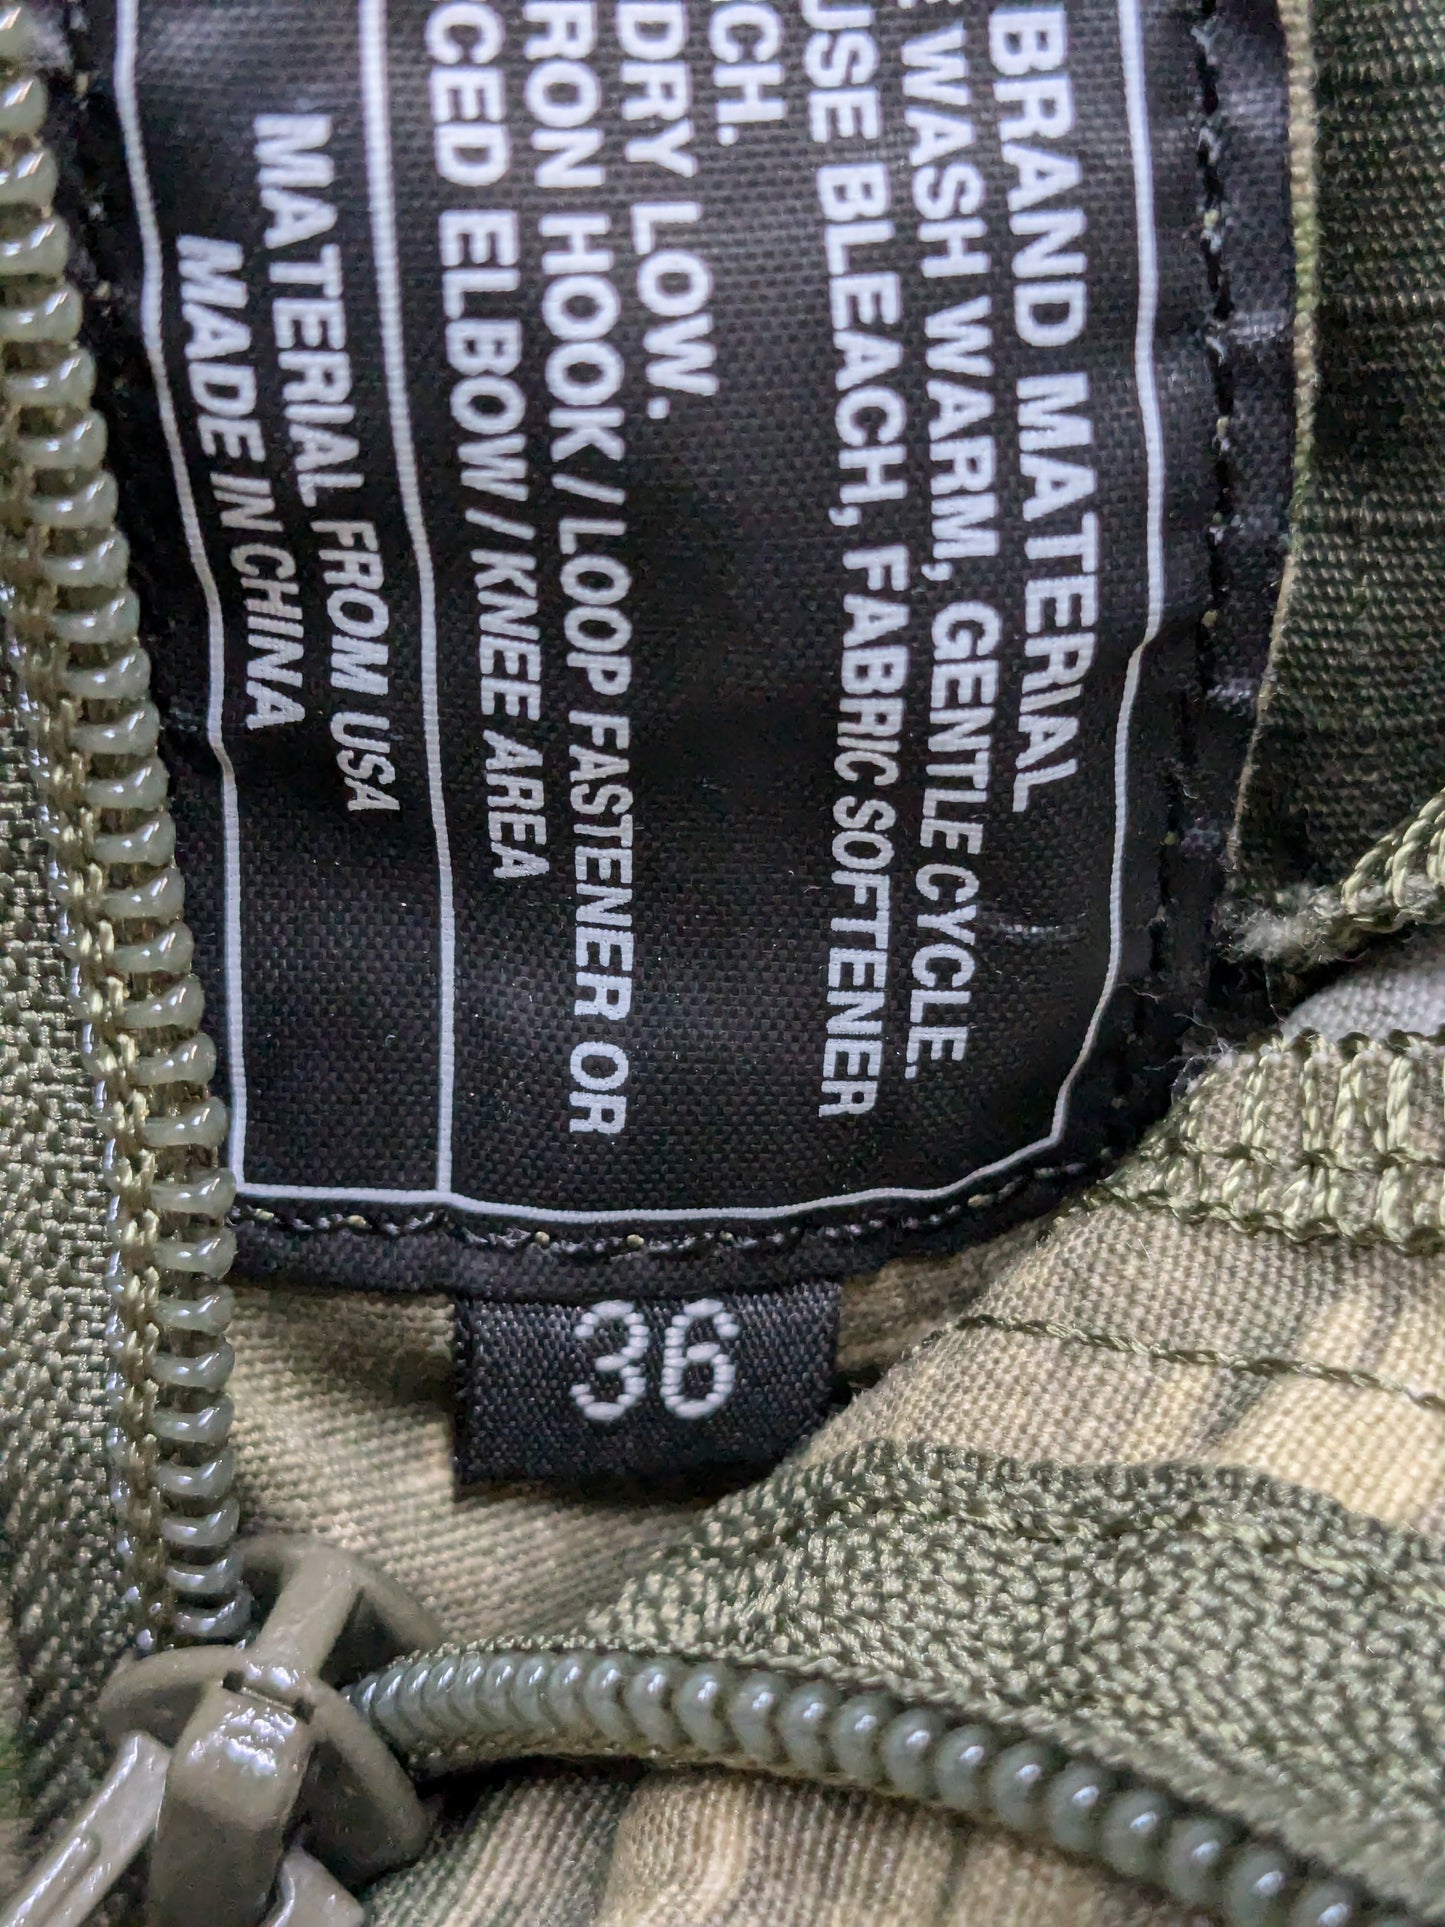 BRAND MATERIAL
WASH WARM, GENTLE CYCLE.
USE BLEACH, FABRIC SOFTENER
CH.
DRY LOW.
RON HOOK / LOOP FASTENER OR
CED ELBOW / KNEE AREA
MATERIAL FROM USA
MADE IN CHINA
36